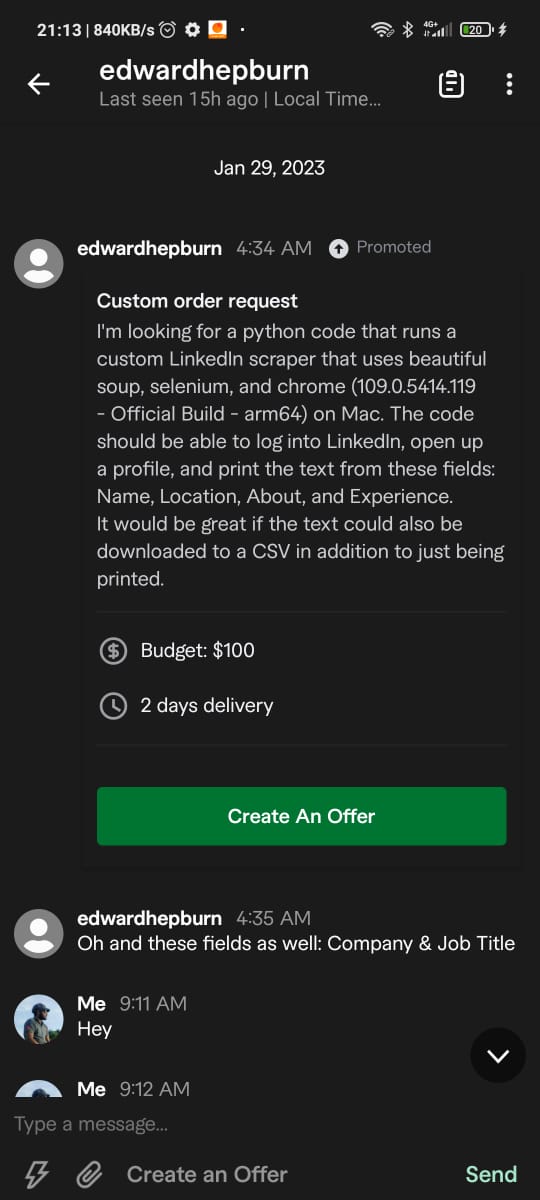 21:13 | 840KB/s
4G+
20
edwardhepburn
Last seen 15h ago | Local Time...
Jan 29, 2023
edwardhepburn 4:34 AM Promoted
Custom order request
I'm looking for a python code that runs a
custom LinkedIn scraper that uses beautiful
soup, selenium, and chrome (109.0.5414.119
- Official Build - arm64) on Mac. The code
should be able to log into LinkedIn, open up
a profile, and print the text from these fields:
Name, Location, About, and Experience.
It would be great if the text could also be
downloaded to a CSV in addition to just being
printed.
Budget: $100
2 days delivery
Create An Offer
edwardhepburn 4:35 AM
Oh and these fields as well: Company & Job Title
Me 9:11 AM
Hey
Me 9:12 AM
Type a message...
Create an Offer
Send